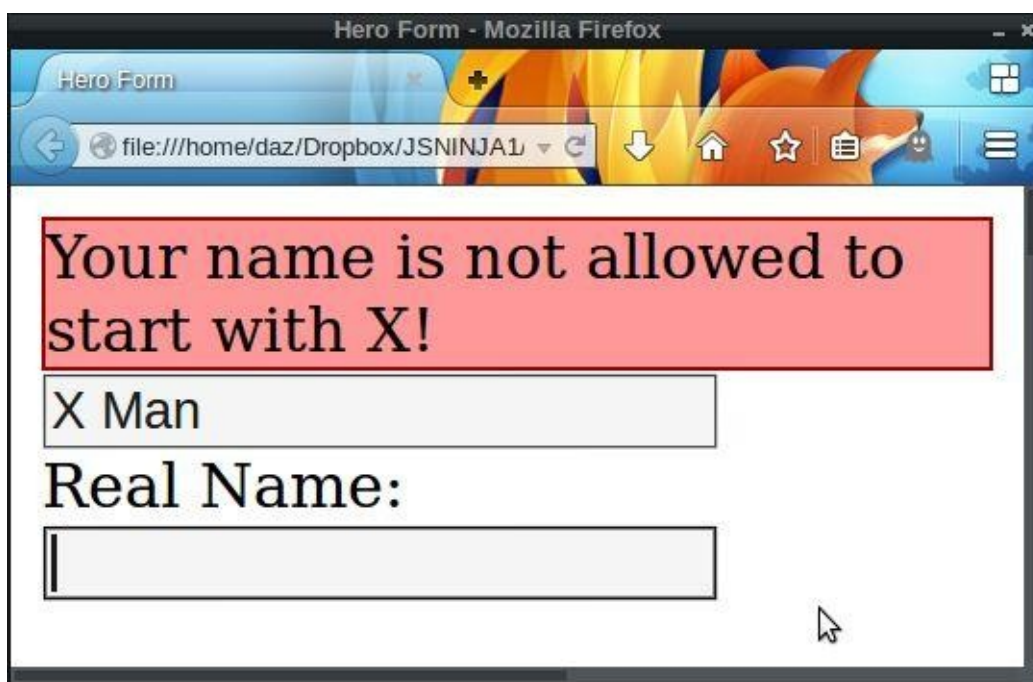 Hero Form - Mozilla Firefox
Hero Form
file:///home/daz/Dropbox/JSNINJA1/
Your name is not allowed to
start with X!
X Man
Real Name: